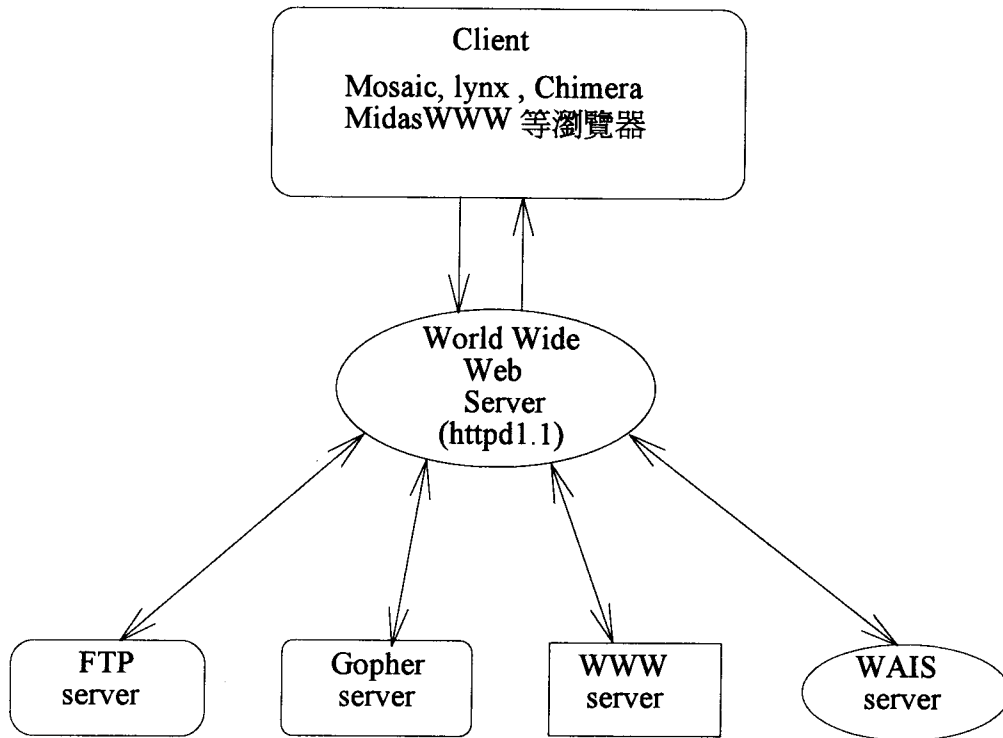 Client
Mosaic, lynx , Chimera
MidasWWW 等瀏覽器
World Wide
Web
Server
(httpd1.1)
FTP
server
Gopher
server
WWW
server
WAIS
server